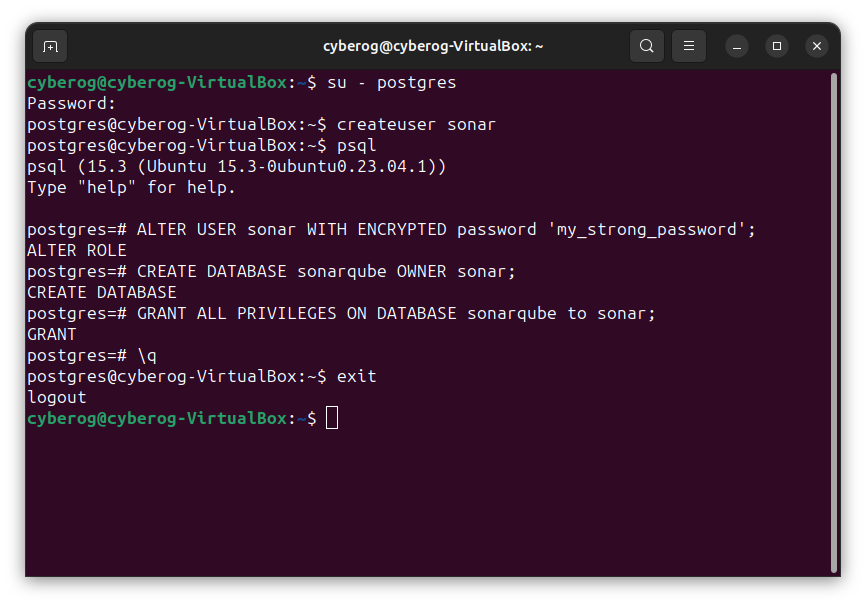 cyberog@cyberog-VirtualBox: ~
cyberog@cyberog-VirtualBox:~$ su - postgres
Password:
postgres@cyberog-VirtualBox:~$ createuser sonar
postgres@cyberog-VirtualBox:~$ psql
psql (15.3 (Ubuntu 15.3-0ubuntu0.23.04.1))
Type "help" for help.
postgres=# ALTER USER sonar WITH ENCRYPTED password 'my_strong_password';
ALTER ROLE
postgres=# CREATE DATABASE sonarqube OWNER sonar;
CREATE DATABASE
postgres=# GRANT ALL PRIVILEGES ON DATABASE sonarqube to sonar;
GRANT
postgres=# \q
postgres@cyberog-VirtualBox:~$ exit
logout
cyberog@cyberog-VirtualBox:~$